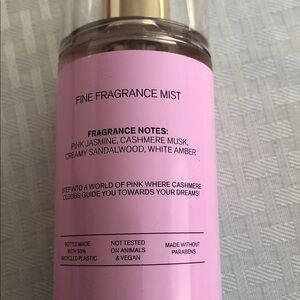 FINE FRAGRANCE MIST
FRAGRANCE NOTES:
PINK JASMINE, CASHMERE MUSK,
CREAMY SANDALWOOD, WHITE AMBER
STEP INTO A WORLD OF PINK WHERE CASHMERE
CLOUDS GUIDE YOU TOWARDS YOUR DREAMS!
BOTTLE MADE
WITH 50%
RECYCLED PLASTIC
NOT TESTED
ON ANIMALS
& VEGAN
MADE WITHOUT
PARABENS